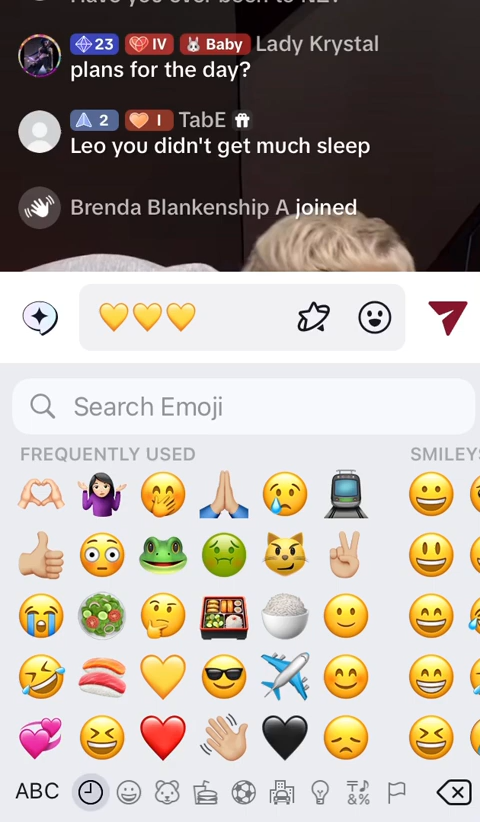 23 IV Baby Lady Krystal
plans for the day?
2 I TabE
Leo you didn't get much sleep
Brenda Blankenship A joined
Search Emoji
FREQUENTLY USED
SMILEYS
ABC